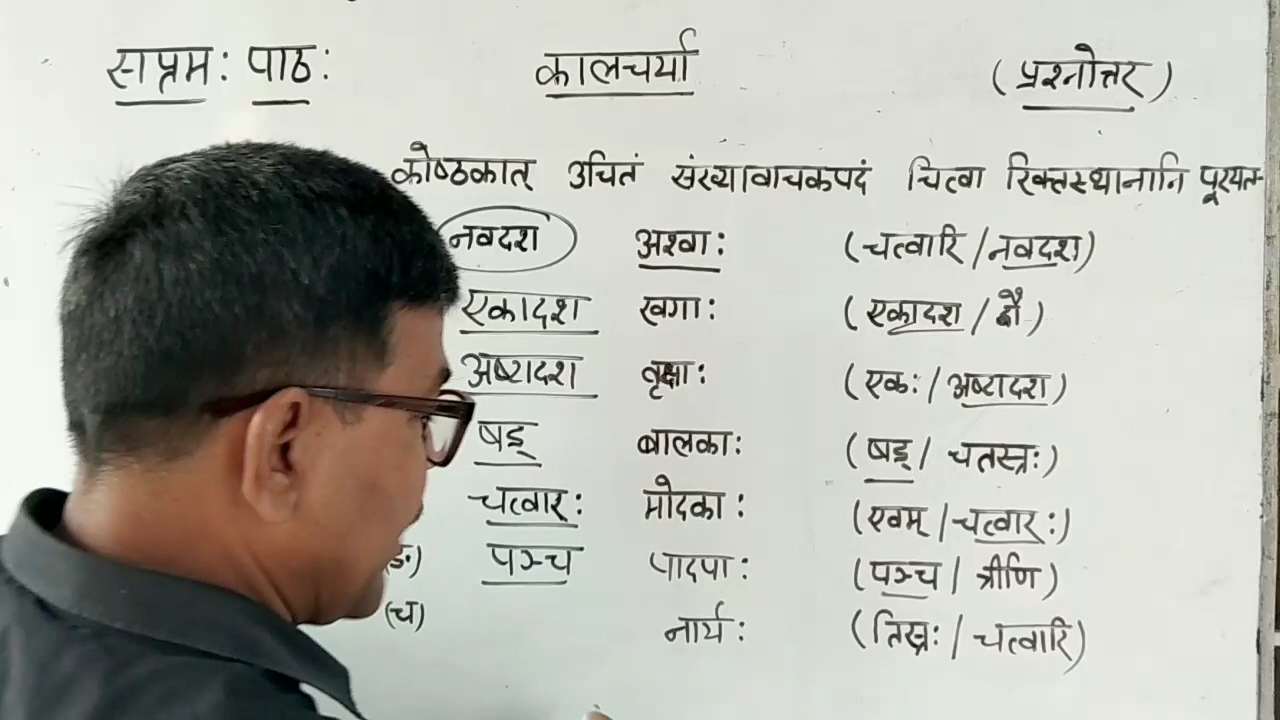 सप्तम: पाठ: कालचर्या (प्रश्नोत्तर)
कोष्ठकात् उचितं संख्यावाचकपदं चित्वा रिक्तस्थानानि पूरयत-
नवदश अश्वा: (चत्वारि/नवदश)
एकादश खगा: (एकादश/द्वौ)
अष्टादश वृक्षा: (एक:/अष्टादश)
षड् बालका: (षड्/चतस्त्र:)
चत्वार: मोदका: (एवम्/चत्वार:)
(ङ) पञ्च पादपा: (पञ्च/त्रीणि)
(च) नार्य: (तिस्त्र:/चत्वारि)